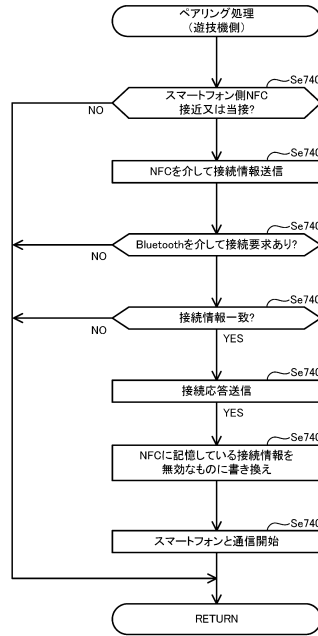 ペアリング処理
(遊技機側)
Se740
スマートフォン側NFC
接近又は当接?
NO
Se740
NFCを介して接続情報送信
Se740
Bluetoothを介して接続要求あり?
NO
Se740
接続情報一致?
NO
YES
Se740
接続応答送信
YES
Se740
NFCに記憶している接続情報を
無効なものに書き換え
Se740
スマートフォンと通信開始
RETURN